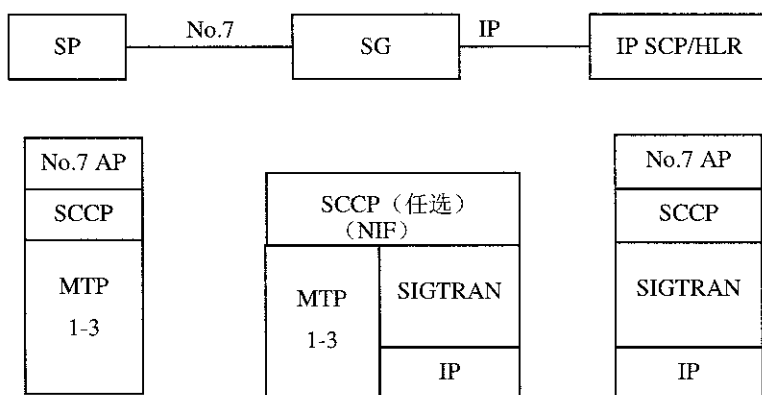 SP
No.7
SG
IP
IP SCP/HLR
No.7 AP
SCCP
MTP
1-3
SCCP（任选）
（NIF）
MTP
1-3
SIGTRAN
IP
No.7 AP
SCCP
SIGTRAN
IP